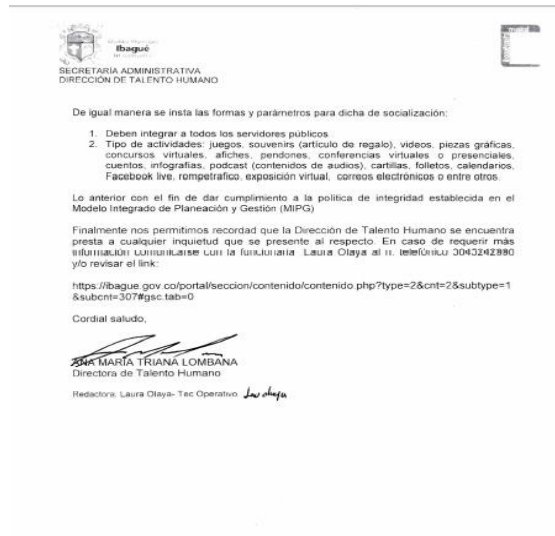 Ibagué
SECRETARÍA ADMINISTRATIVA
DIRECCIÓN DE TALENTO HUMANO
De igual manera se insta las formas y parámetros para dicha de socialización:
1. Deben integrar a todos los servidores públicos.
2. Tipo de actividades: juegos, souvenirs (artículo de regalo), videos, piezas gráficas,
concursos virtuales, afiches, pendones, conferencias virtuales o presenciales,
cuentos, infografías, podcast (contenidos de audios), cartillas, folletos, calendarios,
Facebook live, rompetrafico, exposición virtual, correos electrónicos o entre otros.
Lo anterior con el fin de dar cumplimiento a la política de integridad establecida en el
Modelo Integrado de Planeación y Gestión (MIPG)
Finalmente nos permitimos recordad que la Dirección de Talento Humano se encuentra
presta a cualquier inquietud que se presente al respecto. En caso de requerir más
información comunicarse con la funcionaria Laura Olaya al n. telefónico 3043242880
y/o revisar el link:
https://ibague.gov.co/portal/seccion/contenido/contenido.php?type=2&cnt=2&subtype=1
&subcnt=307#gsc.tab=0
Cordial saludo,
ANA MARÍA TRIANA LOMBANA
Directora de Talento Humano
Redactora: Laura Olaya- Tec Operativo